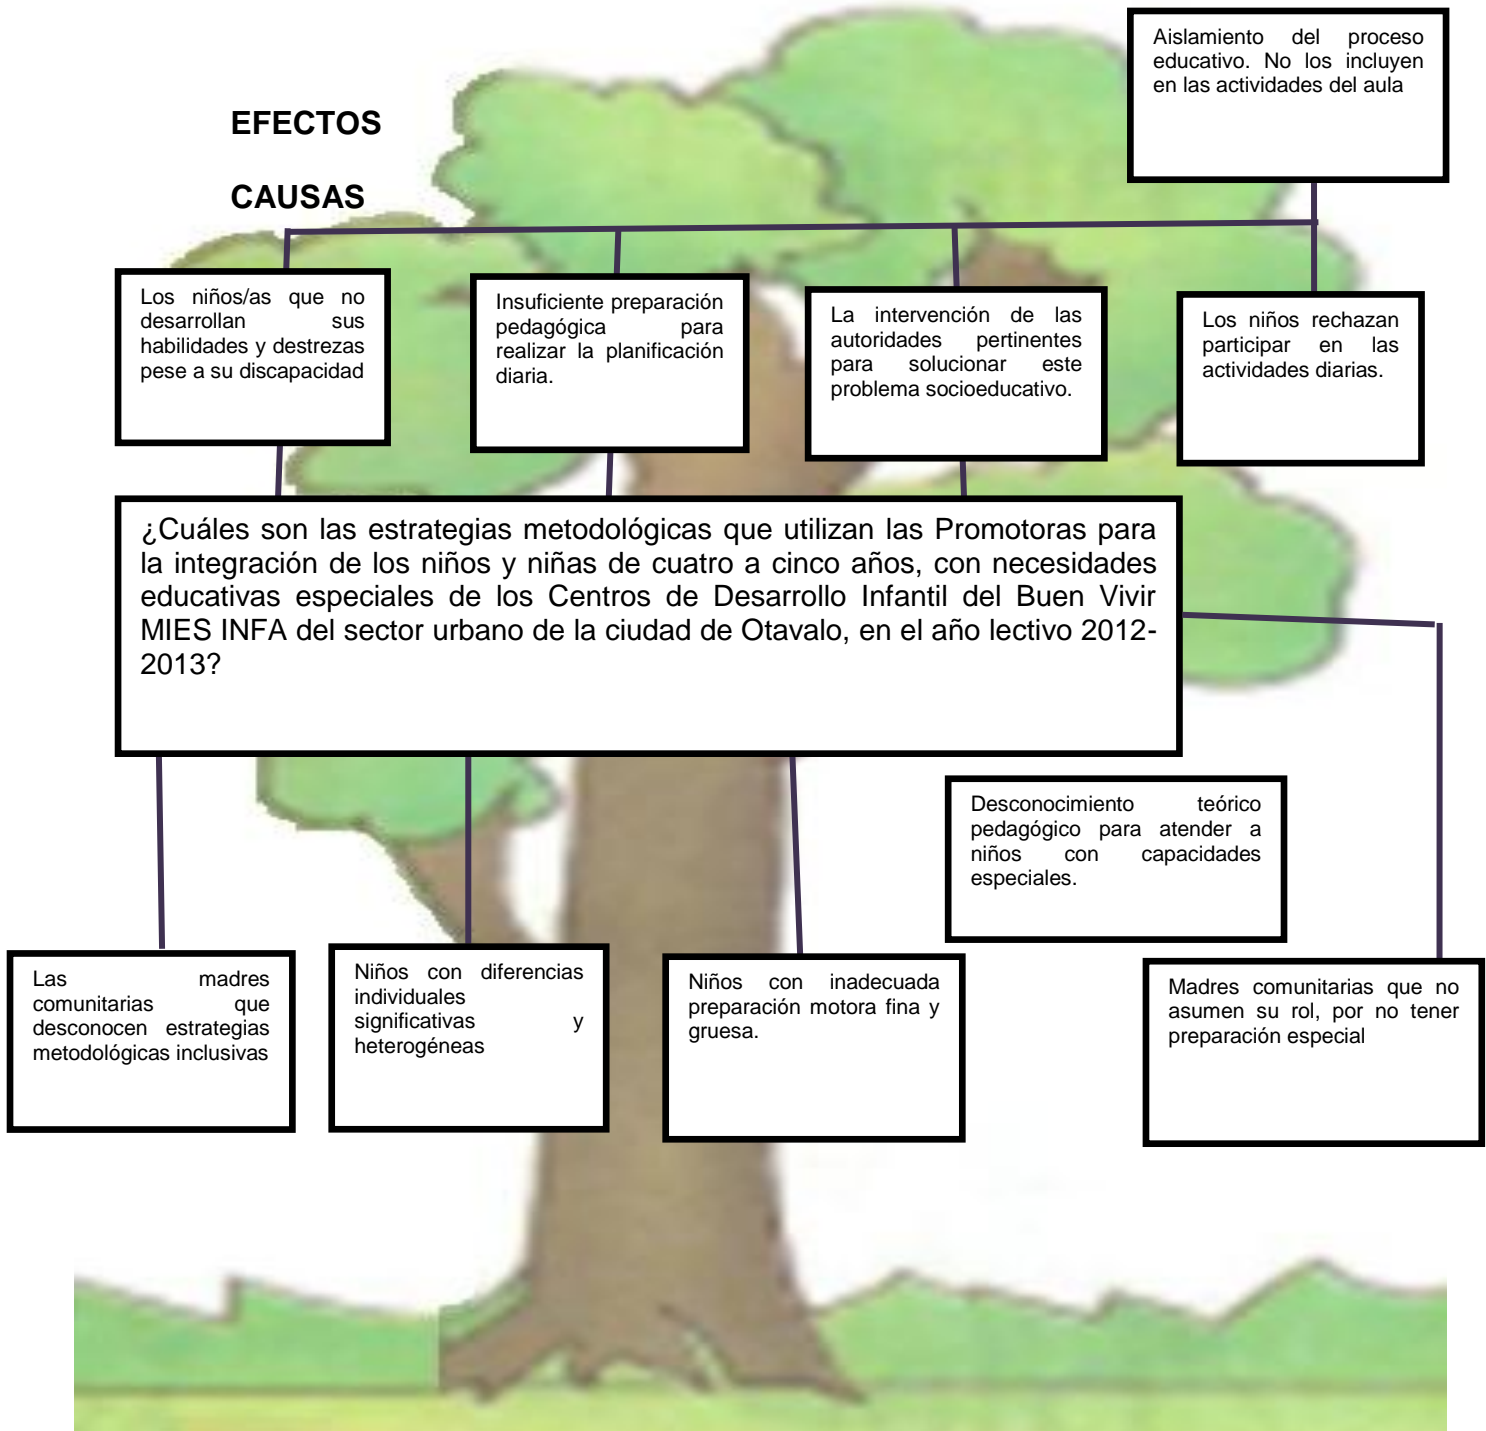 Aislamiento del proceso
educativo. No los incluyen
en las actividades del aula
EFECTOS
CAUSAS
Los niños/as que no
desarrollan sus
habilidades y destrezas
pese a su discapacidad
Insuficiente preparación
pedagógica para
realizar la planificación
diaria.
La intervención de las
autoridades pertinentes
para solucionar este
problema socioeducativo.
Los niños rechazan
participar en las
actividades diarias.
¿Cuáles son las estrategias metodológicas que utilizan las Promotoras para
la integración de los niños y niñas de cuatro a cinco años, con necesidades
educativas especiales de los Centros de Desarrollo Infantil del Buen Vivir
MIES INFA del sector urbano de la ciudad de Otavalo, en el año lectivo 2012-
2013?
Desconocimiento teórico
pedagógico para atender a
niños con capacidades
especiales.
Las madres
comunitarias que
desconocen estrategias
metodológicas inclusivas
Niños con diferencias
individuales
significativas y
heterogéneas
Niños con inadecuada
preparación motora fina y
gruesa.
Madres comunitarias que no
asumen su rol, por no tener
preparación especial